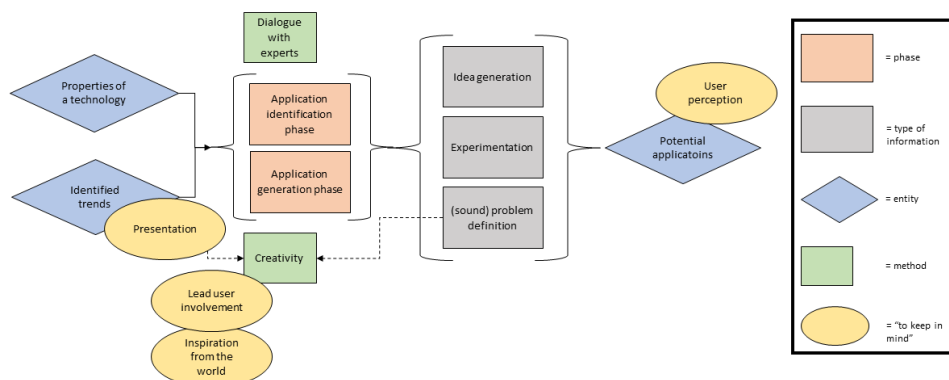 Dialogue
with
experts
Properties of
a technology
Identified
trends
Presentation
Application
identification
phase
Application
generation phase
Creativity
Lead user
involvement
Inspiration
from the
world
Idea generation
Experimentation
(sound) problem
definition
User
perception
Potential
applicatoins
= phase
= type of
information
= entity
= method
= "to keep in
mind"